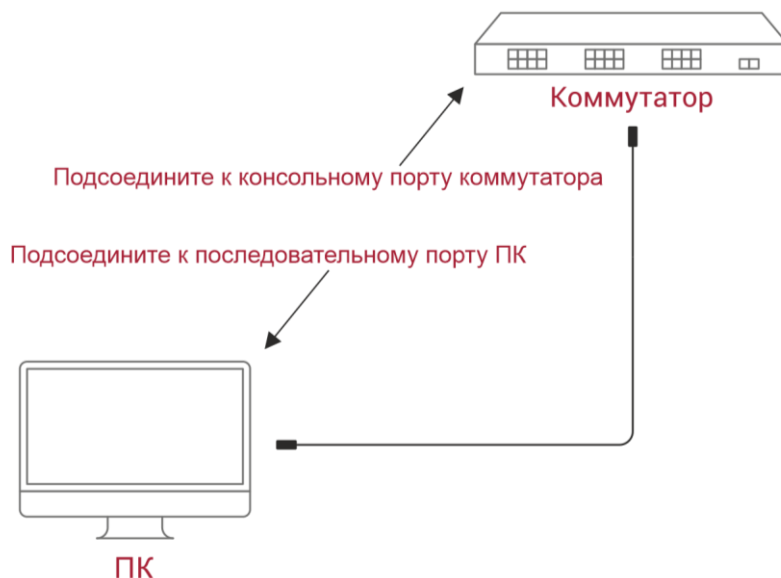 Коммутатор
Подсоедините к консольному порту коммутатора
Подсоедините к последовательному порту ПК
ПК